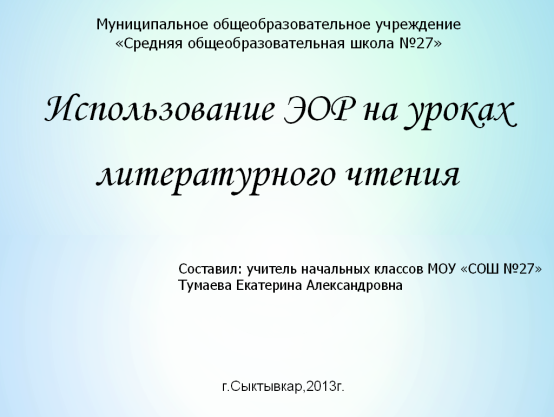 Муниципальное общеобразовательное учреждение
«Средняя общеобразовательная школа №27»
Использование ЭОР на уроках
литературного чтения
Составил: учитель начальных классов МОУ «СОШ №27»
Тумаева Екатерина Александровна
г.Сыктывкар,2013г.